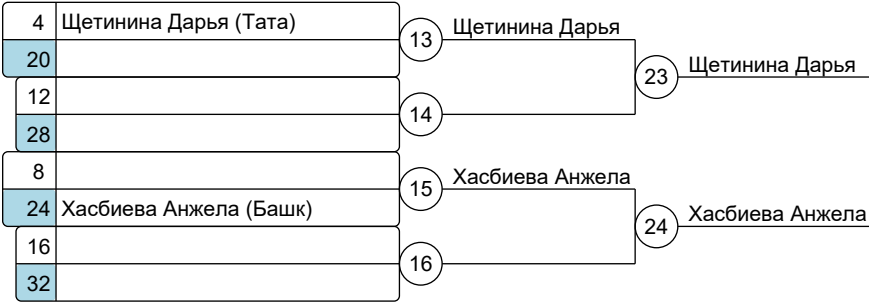 4 Щетинина Дарья (Тата)
20
13 Щетинина Дарья
23 Щетинина Дарья
12
28
14
8
24 Хасбиева Анжела (Башк)
15 Хасбиева Анжела
24 Хасбиева Анжела
16
32
16